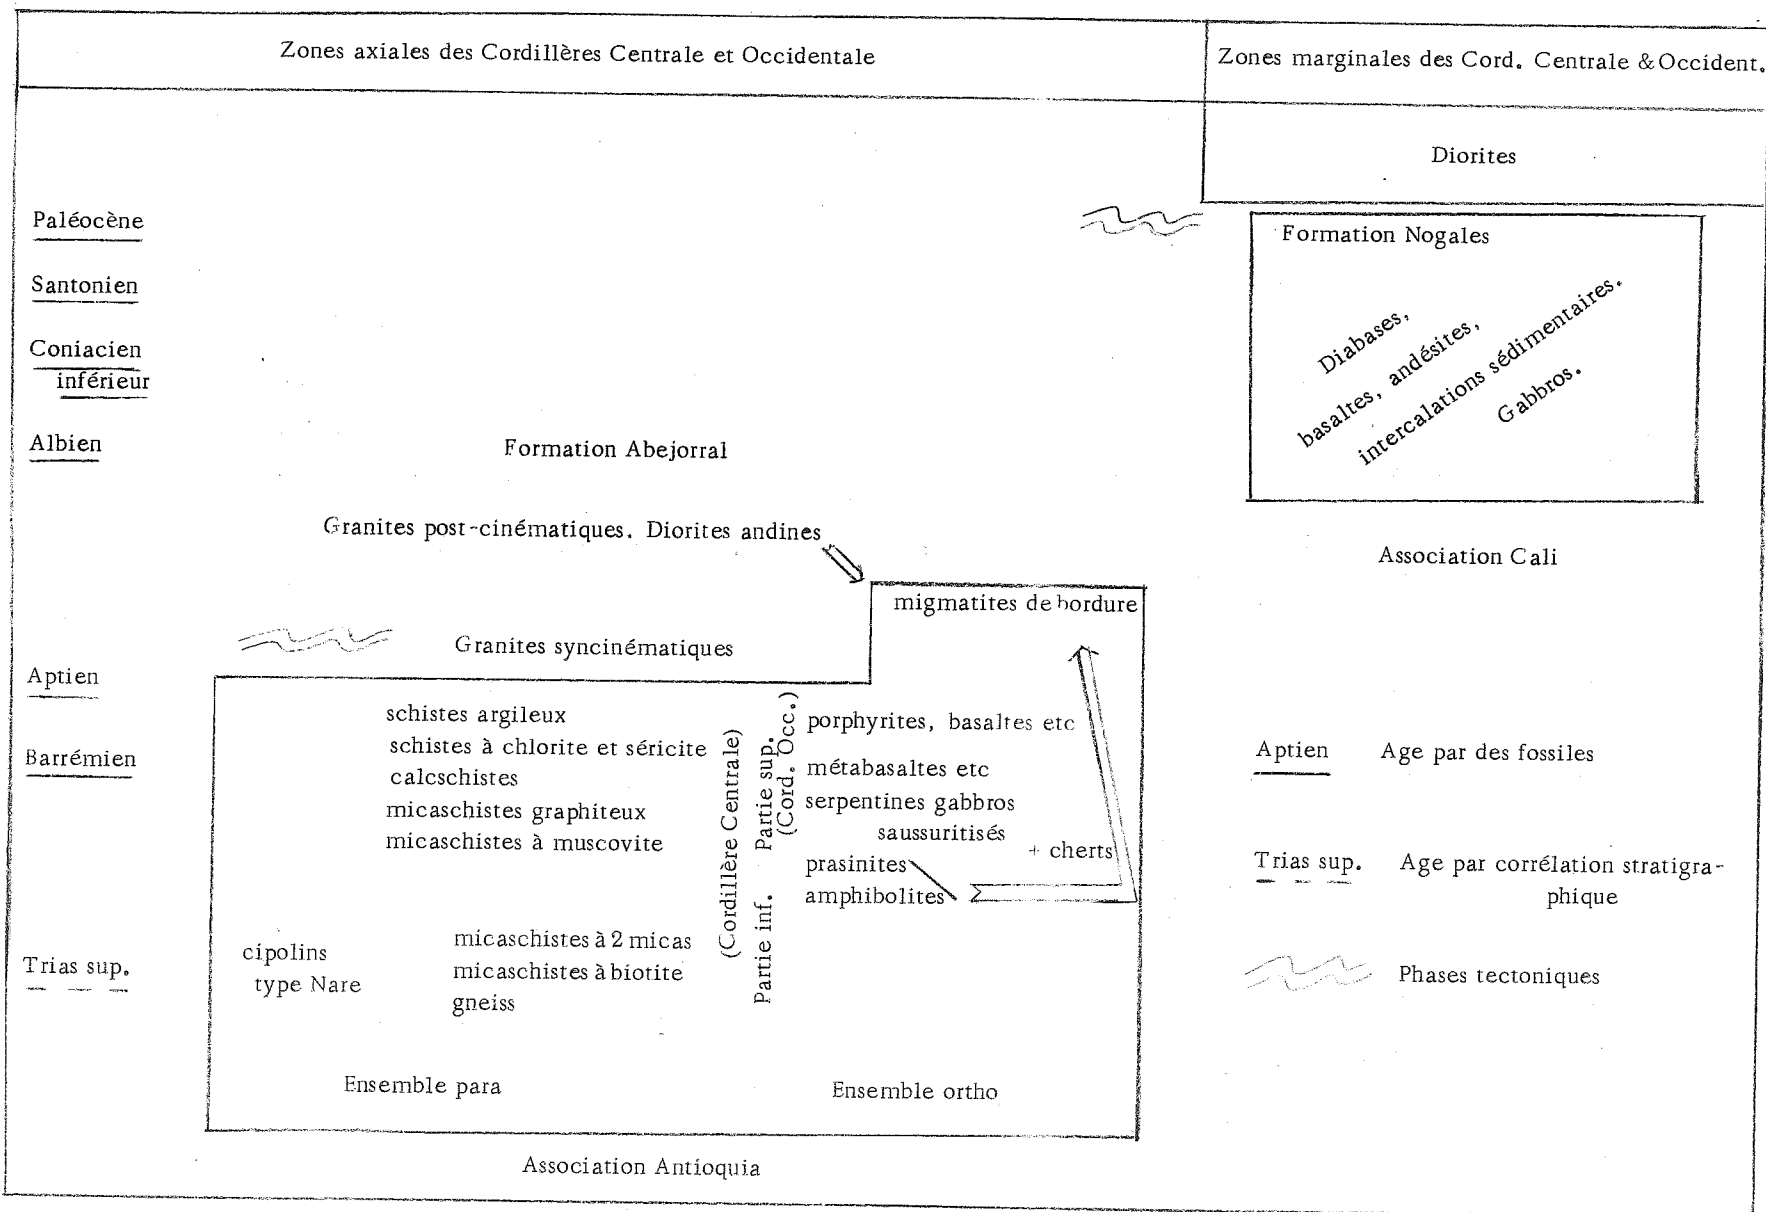 Zones axiales des Cordillères Centrale et Occidentale
Zones marginales des Cord. Centrale & Occident.
Diorites
Paléocène
Santonien
Coniacien
inférieur
Albien
Aptien
Barrémien
Trias sup.
Formation Nogales
Diabases,
basaltes, andésites,
intercalations sédimentaires.
Gabbros.
Association Cali
Formation Abejorral
Granites post-cinématiques. Diorites andines
migmatites de bordure
Granites syncinématiques
schistes argileux
schistes à chlorite et séricite
calcschistes
micaschistes graphiteux
micaschistes à muscovite
cipolins
type Nare
micaschistes à 2 micas
micaschistes à biotite
gneiss
(Cordillère Centrale)
Partie inf. Partie sup.
(Cord. Occ.)
porphyrites, basaltes etc
métabasaltes etc
serpentines gabbros
saussuritisés
+ cherts
prasinites
amphibolites
Ensemble para
Ensemble ortho
Association Antioquia
Aptien Age par des fossiles
Trias sup. Age par corrélation stratigra-
phique
Phases tectoniques